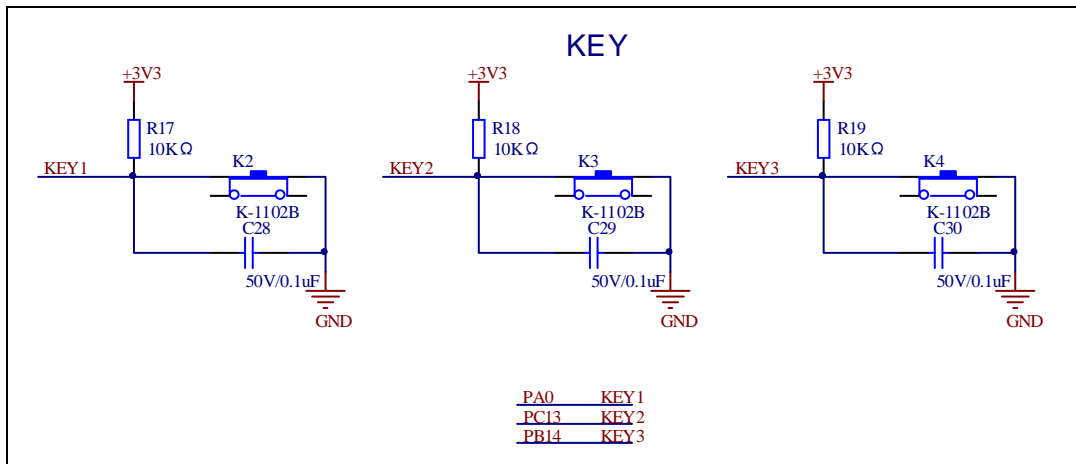 KEY
+3V3
+3V3
+3V3
R17
10KΩ
R18
10KΩ
R19
10KΩ
KEY1
K2
KEY2
K3
KEY3
K4
K-1102B
K-1102B
K-1102B
C28
C29
C30
50V/0.1uF
50V/0.1uF
50V/0.1uF
GND
GND
GND
PA0 KEY1
PC13 KEY2
PB14 KEY3